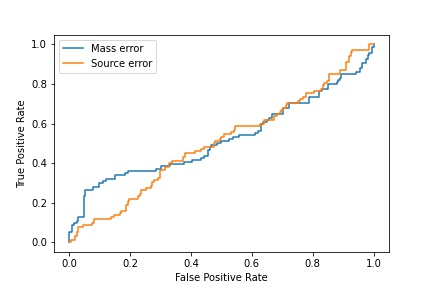 Mass error
Source error
True Positive Rate
1.0
0.8
0.6
0.4
0.2
0.0
0.0 0.2 0.4 0.6 0.8 1.0
False Positive Rate